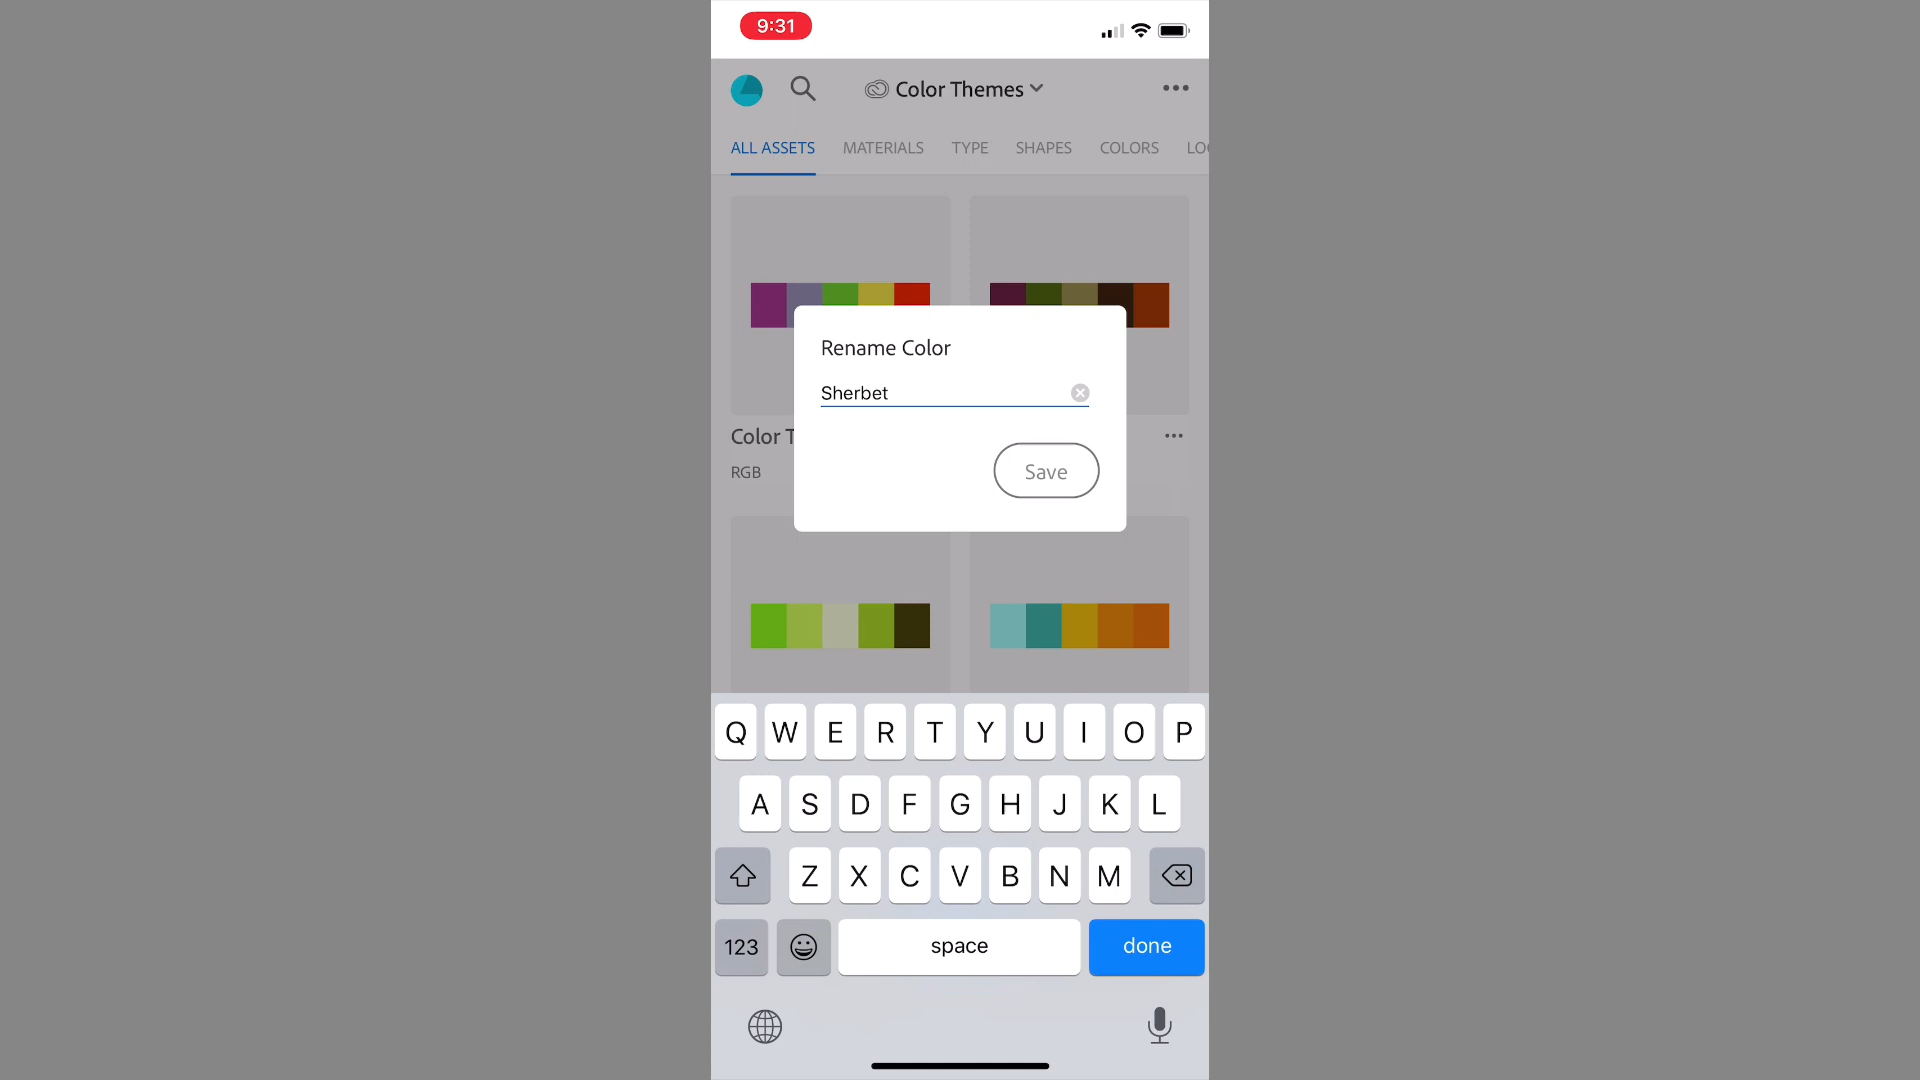 9:31
Color Themes
ALL ASSETS MATERIALS TYPE SHAPES COLORS LO
Rename Color
Sherbet
Save
Color T
RGB
Q W E R T Y U I O P
A S D F G H J K L
Z X C V B N M
123 space done